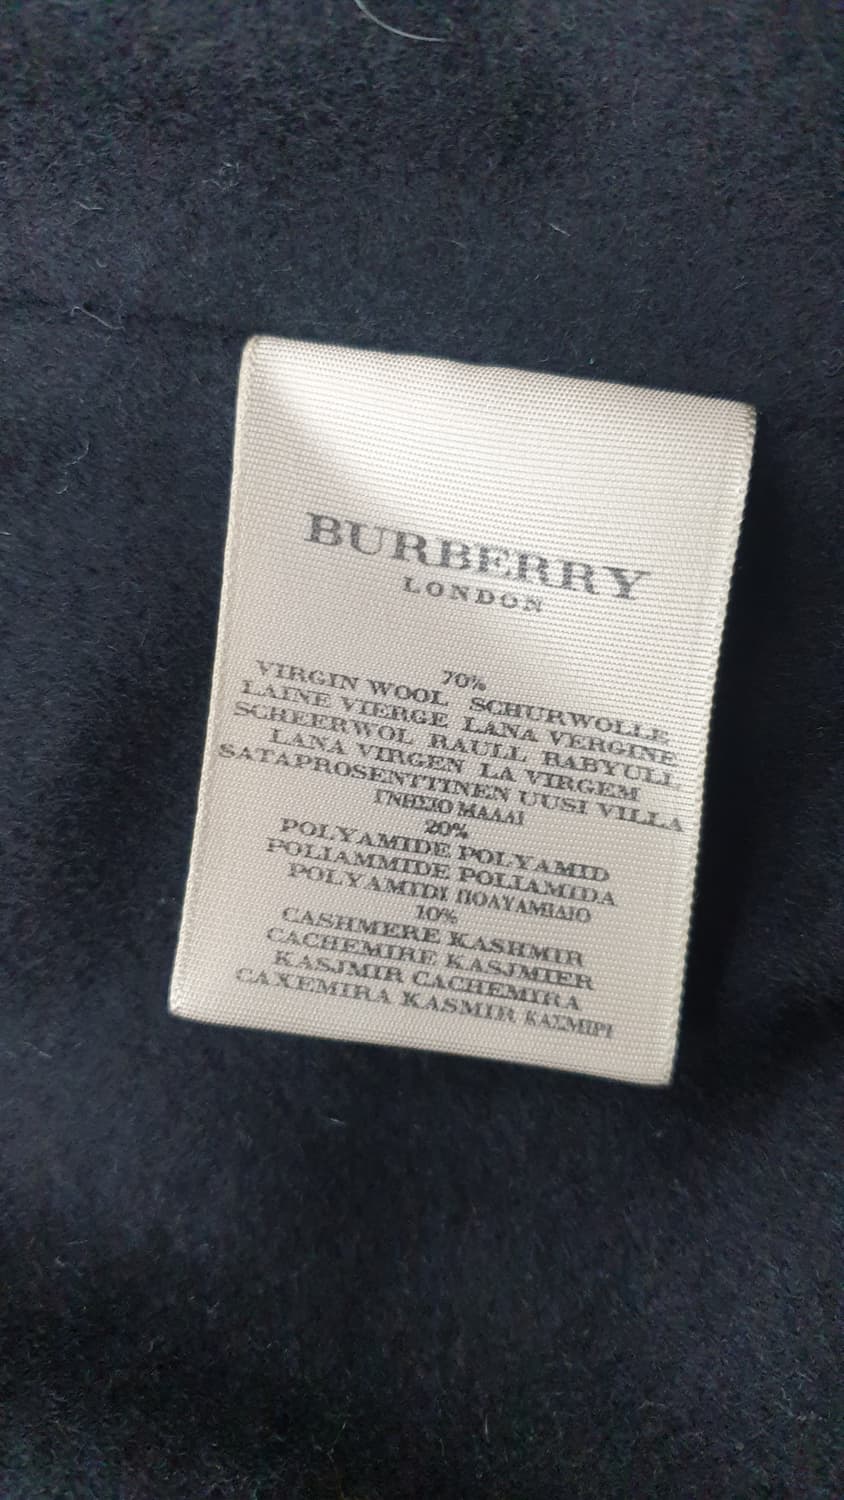 BURBERRY
LONDON
70%
VIRGIN WOOL SCHURWOLLE
LAINE VIERGE LANA VERGINE
SCHEERWOL RAULL RABYULL
LANA VIRGEN LA VIRGEM
SATAPROSENTTINEN UUSI VILLA
ΓΝΗΣΙΟ ΜΑΛΛΙ
20%
POLYAMIDE POLYAMID
POLIAMMIDE POLIAMIDA
POLYAMIDI ΠΟΛΥΑΜΙΔΙΟ
10%
CASHMERE KASHMIR
CACHEMIRE KASJMIER
KASJMIR CACHEMIRA
CAXEMIRA KASMIR ΚΑΣΜΙΡΙ